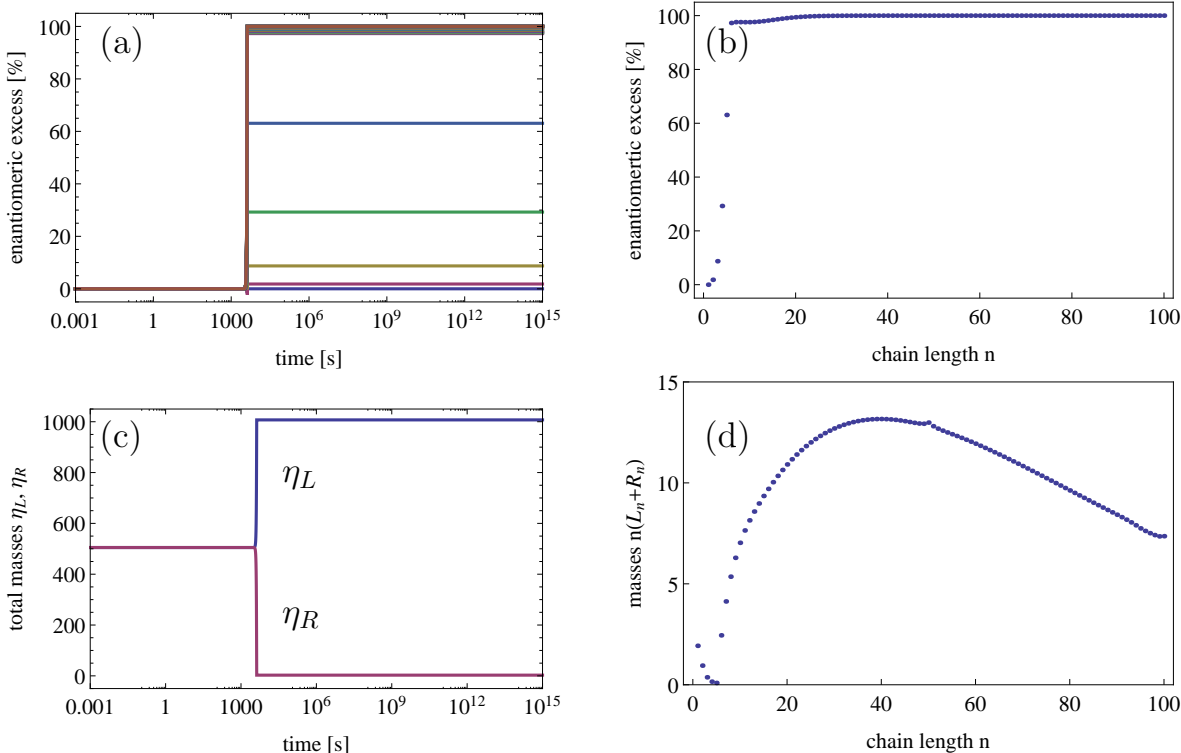 (a)
enantiomeric excess [%]
100
80
60
40
20
0
0.001 1 1000 10^6 10^9 10^12 10^15
time [s]
(b)
enantiomertic excess [%]
100
80
60
40
20
0
0 20 40 60 80 100
chain length n
(c)
total masses η_L, η_R
1000
800
600
400
200
0
η_L
η_R
0.001 1 1000 10^6 10^9 10^12 10^15
time [s]
(d)
masses n(L_n+R_n)
15
10
5
0
0 20 40 60 80 100
chain length n